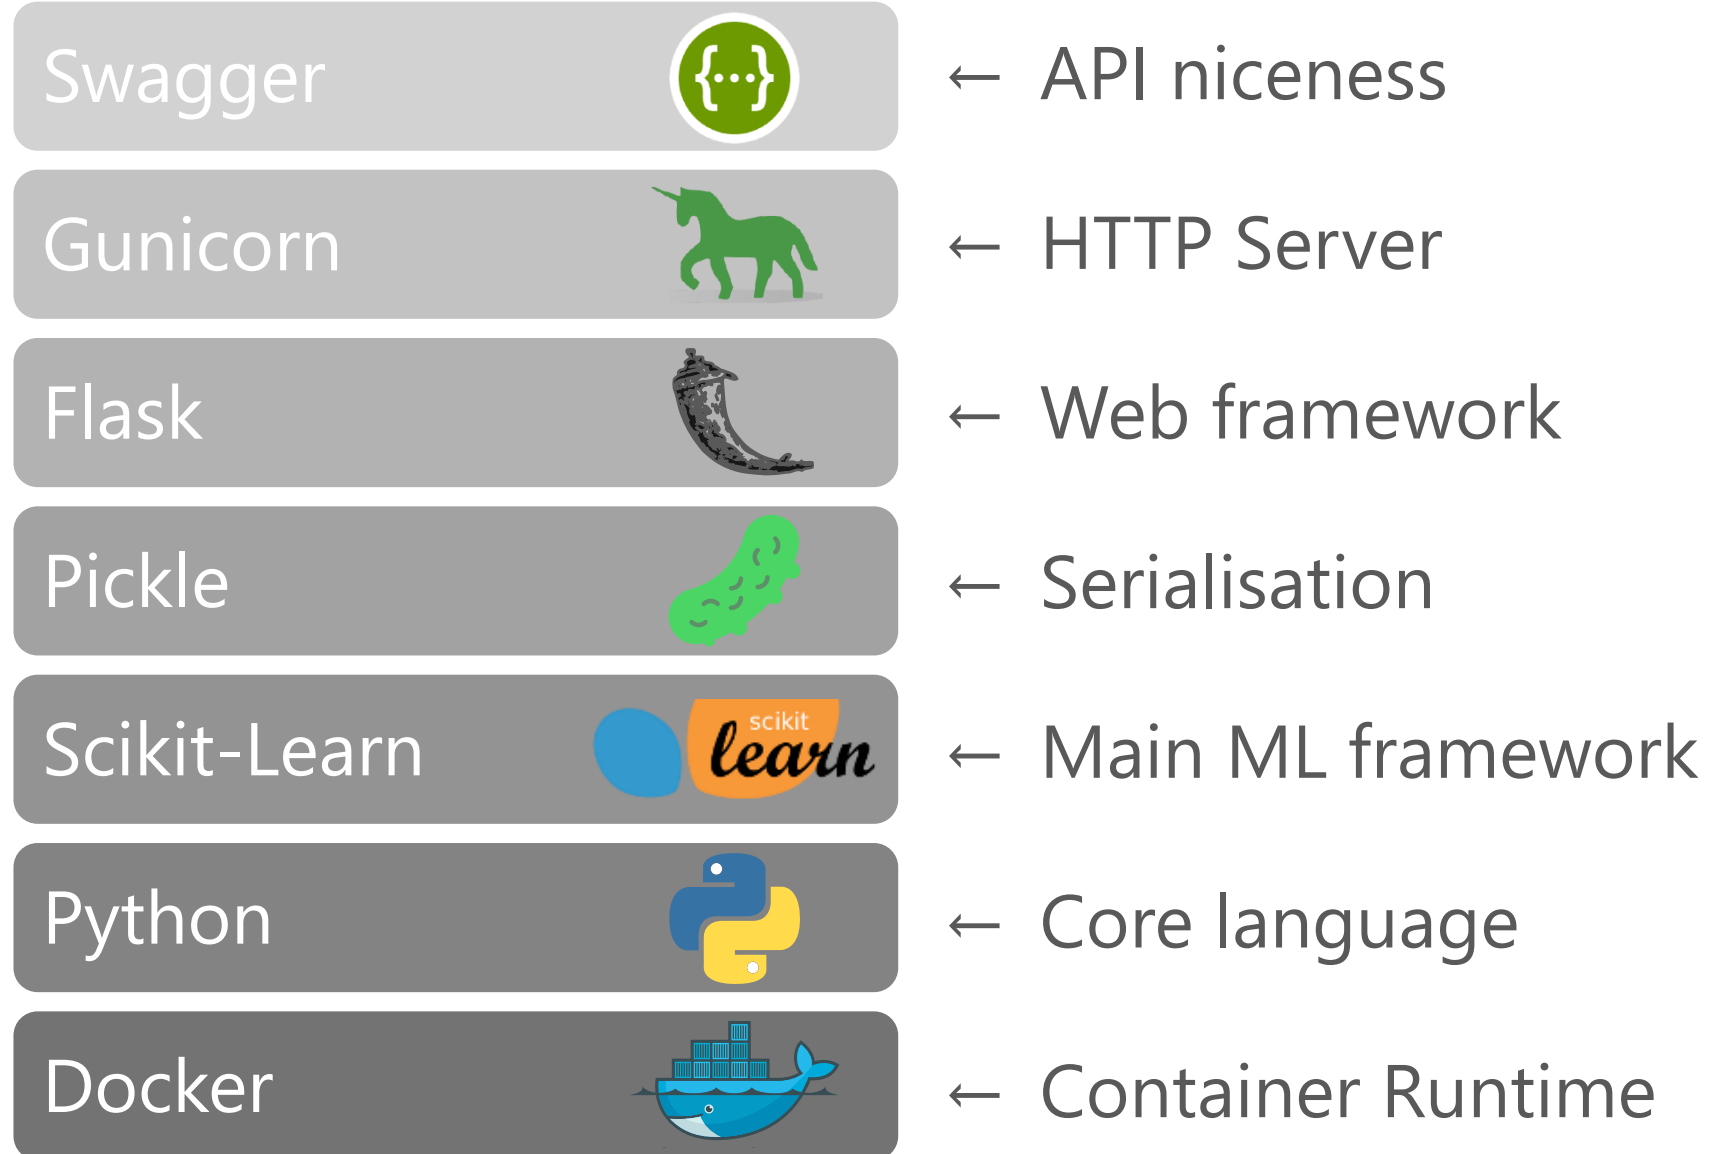 Swagger ← API niceness
Gunicorn ← HTTP Server
Flask ← Web framework
Pickle ← Serialisation
Scikit-Learn scikit learn ← Main ML framework
Python ← Core language
Docker ← Container Runtime